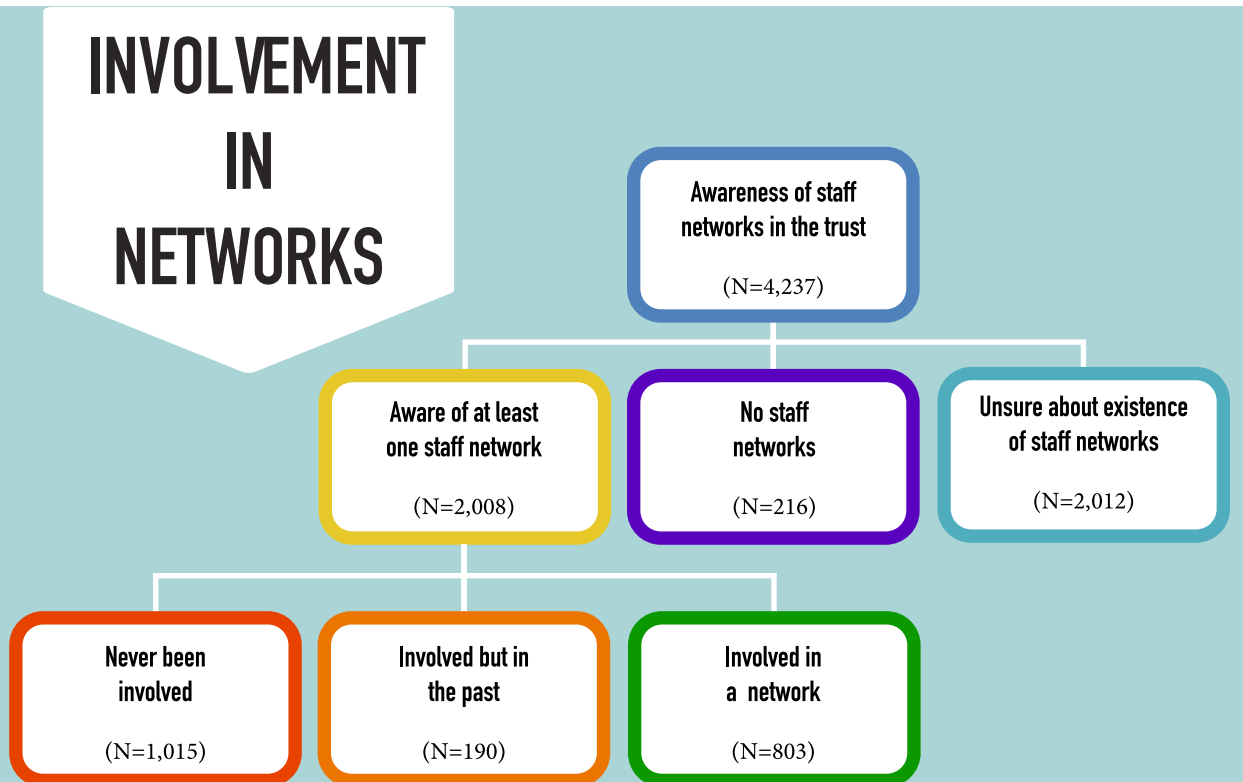 INVOLVEMENT
IN
NETWORKS
Awareness of staff
networks in the trust
(N=4,237)
Aware of at least
one staff network
(N=2,008)
No staff
networks
(N=216)
Unsure about existence
of staff networks
(N=2,012)
Never been
involved
(N=1,015)
Involved but in
the past
(N=190)
Involved in
a network
(N=803)